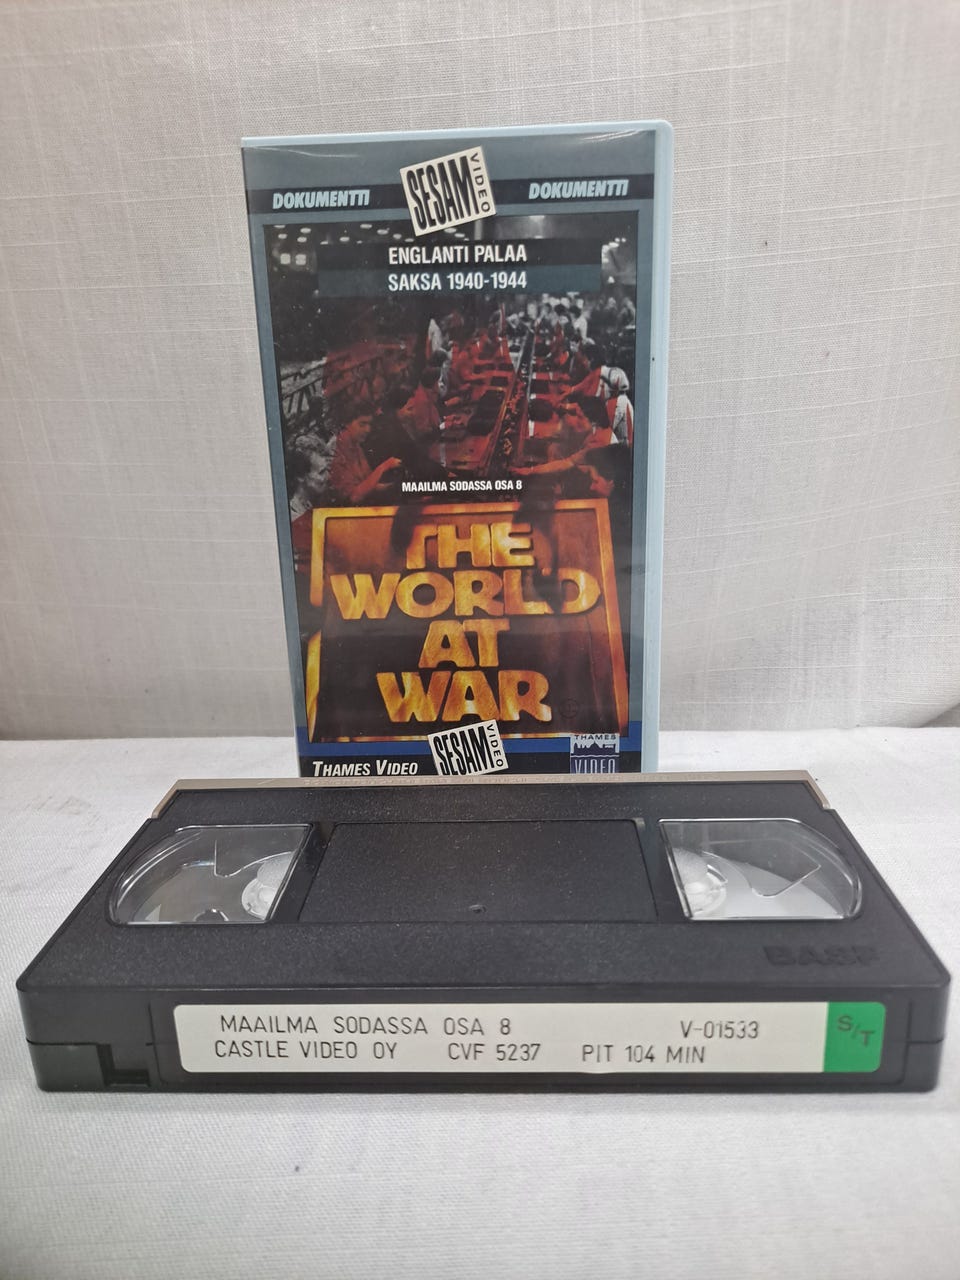 DOKUMENTTI
SESAM VIDEO
DOKUMENTTI
ENGLANTI PALAA
SAKSA 1940-1944
MAAILMA SODASSA OSA 8
THE
WORLD
AT
WAR
THAMES VIDEO
SESAM VIDEO
THAMES
VIDEO
BASF
MAAILMA SODASSA OSA 8 V-01533
CASTLE VIDEO OY CVF 5237 PIT 104 MIN
S/T